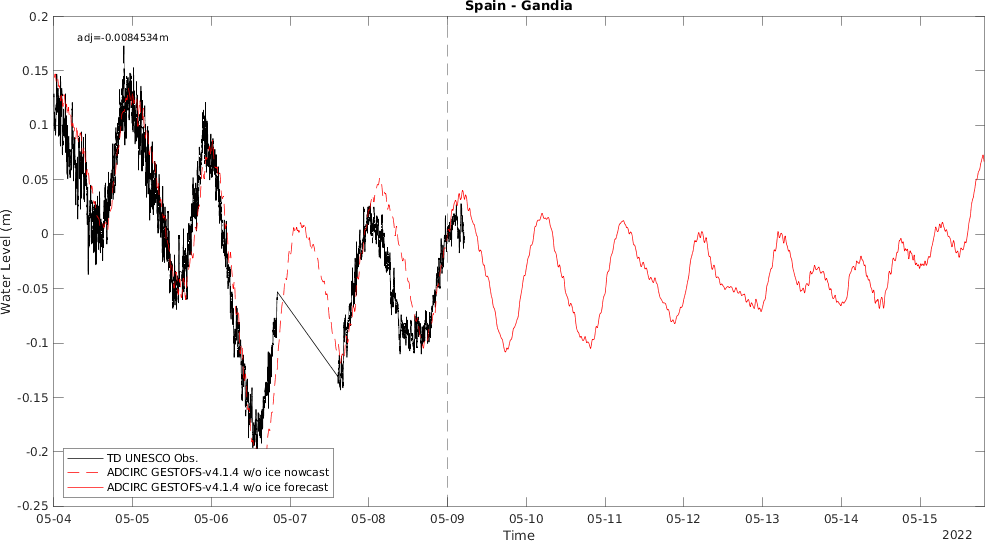 Spain - Gandia
adj=-0.0084534m
0.2
0.15
0.1
0.05
0
-0.05
-0.1
-0.15
-0.2
-0.25
Water Level (m)
TD UNESCO Obs.
ADCIRC GESTOFS-v4.1.4 w/o ice nowcast
ADCIRC GESTOFS-v4.1.4 w/o ice forecast
05-04 05-05 05-06 05-07 05-08 05-09 05-10 05-11 05-12 05-13 05-14 05-15
Time
2022